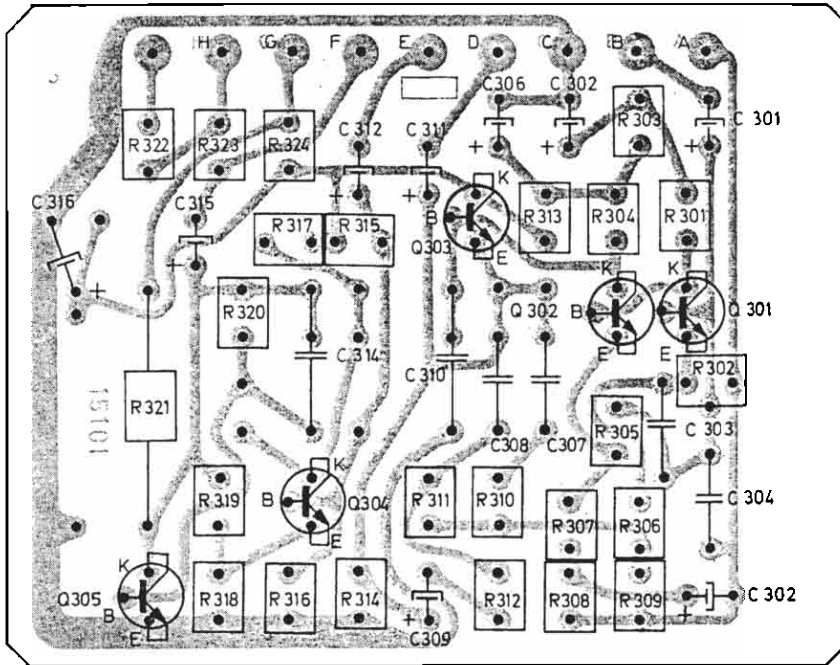 H G F E D C B A
C306 C302
R322 R323 R324 C312 C311 R303 C301
+ + +
C316 C315 + + K R313 R304 R301
R317 R315 B
Q303 E
+ + K K
R320 B Q302 B Q301
C314 E E
C310 R302
R321 C308 C307 R305 C303
15101
K
R319 B Q304 R311 R310 R307 R306 C304
E
K
Q305 B R318 R316 R314 R312 R308 R309 C302
E + C309 +